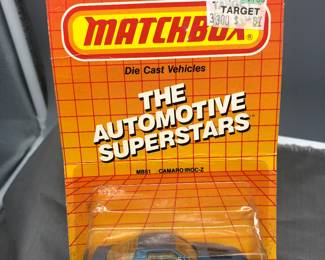 MATCHBOX®
TARGET
Die Cast Vehicles
THE
AUTOMOTIVE
SUPERSTARS®
MB51 CAMARO IROC-Z